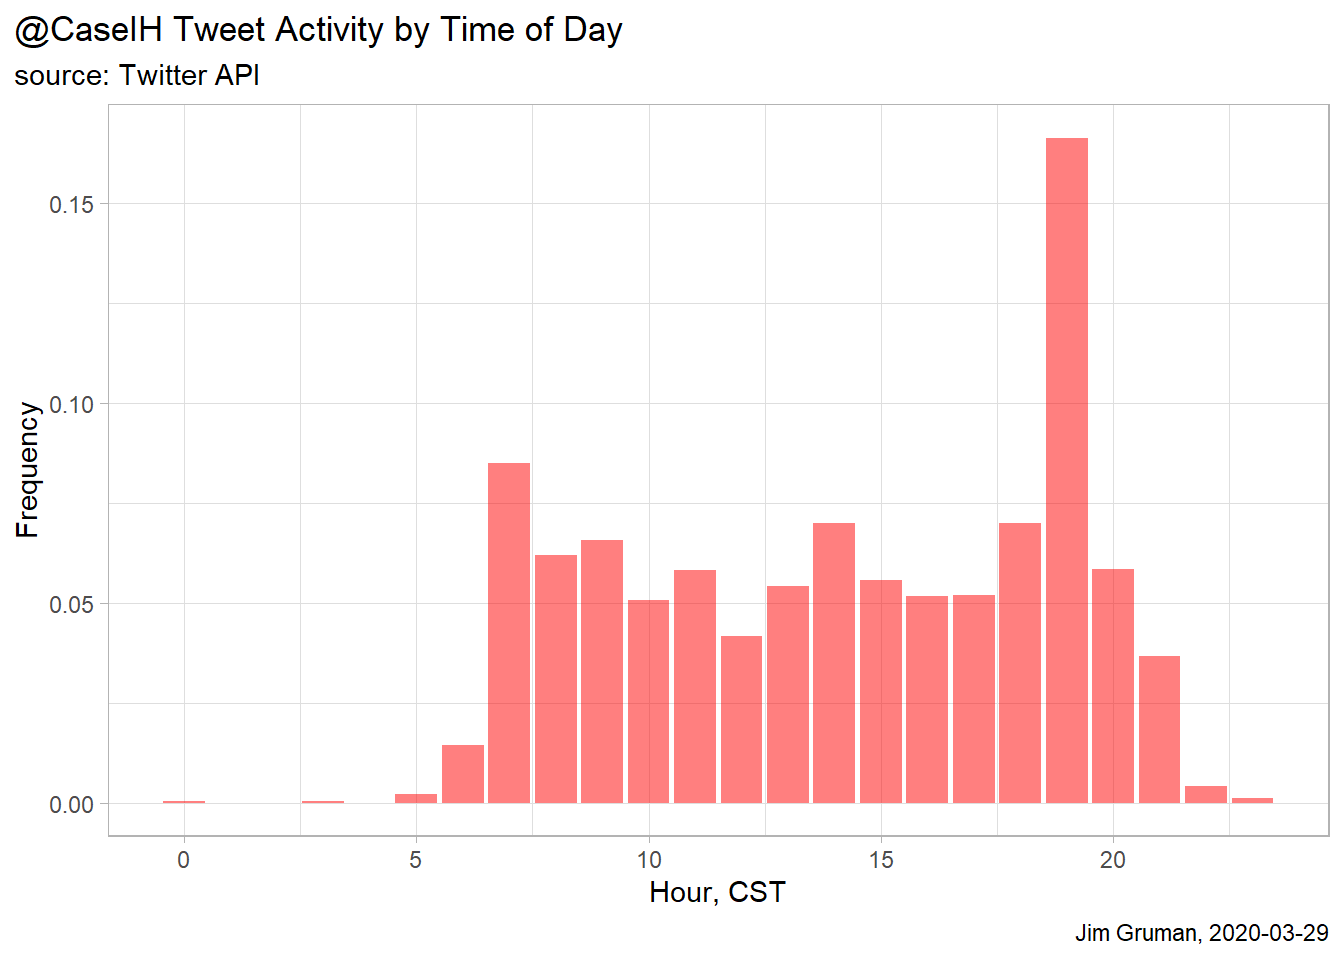 @CaseIH Tweet Activity by Time of Day
source: Twitter API
0.15
0.10
0.05
0.00
Frequency
0 5 10 15 20
Hour, CST
Jim Gruman, 2020-03-29